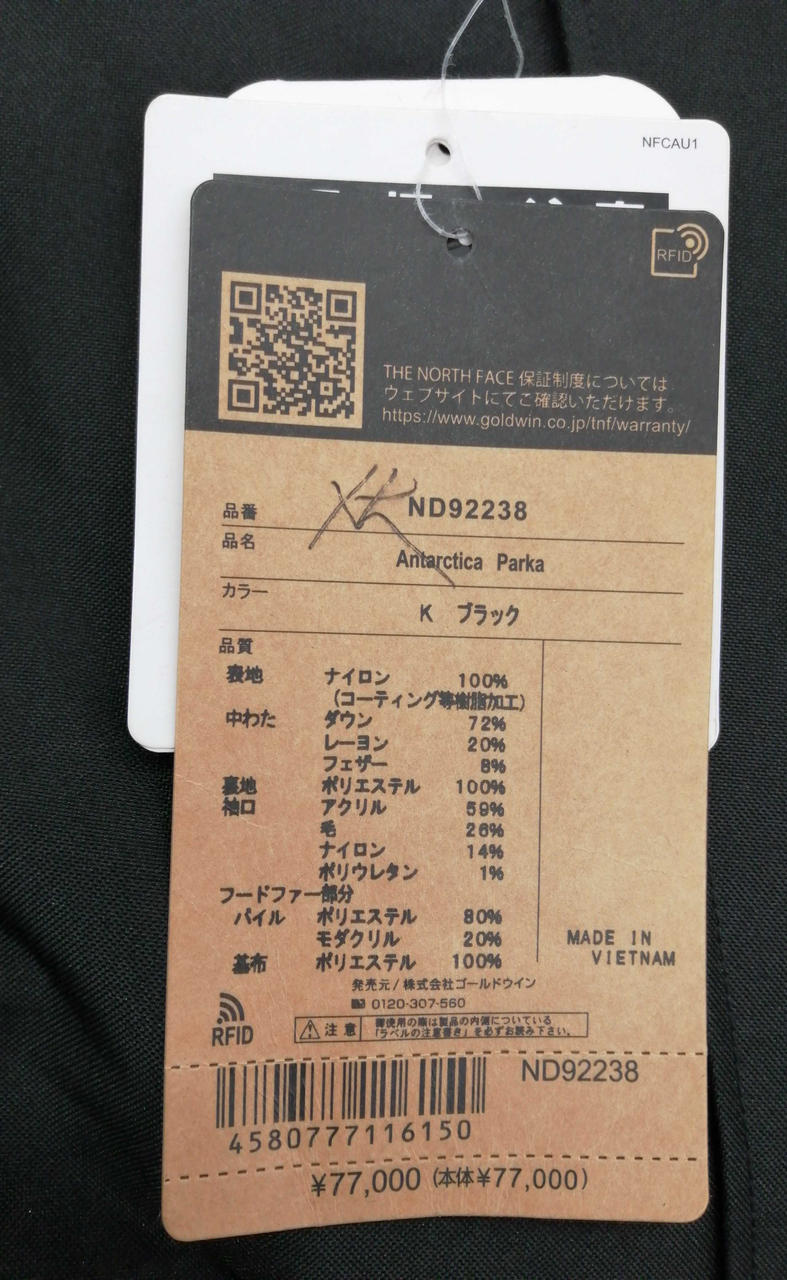 NFCAU1
RFID
THE NORTH FACE 保証制度については
ウェブサイトにてご確認いただけます。
https://www.goldwin.co.jp/tnf/warranty/
品番 ND92238
品名 Antarctica Parka
カラー K ブラック
品質
表地 ナイロン 100%
(コーティング等樹脂加工)
中わた ダウン 72%
レーヨン 20%
フェザー 8%
裏地 ポリエステル 100%
袖口 アクリル 59%
毛 26%
ナイロン 14%
ポリウレタン 1%
フードファー部分
パイル ポリエステル 80%
モダクリル 20%
基布 ポリエステル 100%
MADE IN
VIETNAM
発売元/株式会社ゴールドウイン
0120-307-560
RFID
注意
御使用の際は製品の内側についている
「ラベルの注意書き」を必ずお読み下さい。
ND92238
4580777116150
¥77,000 (本体¥77,000)